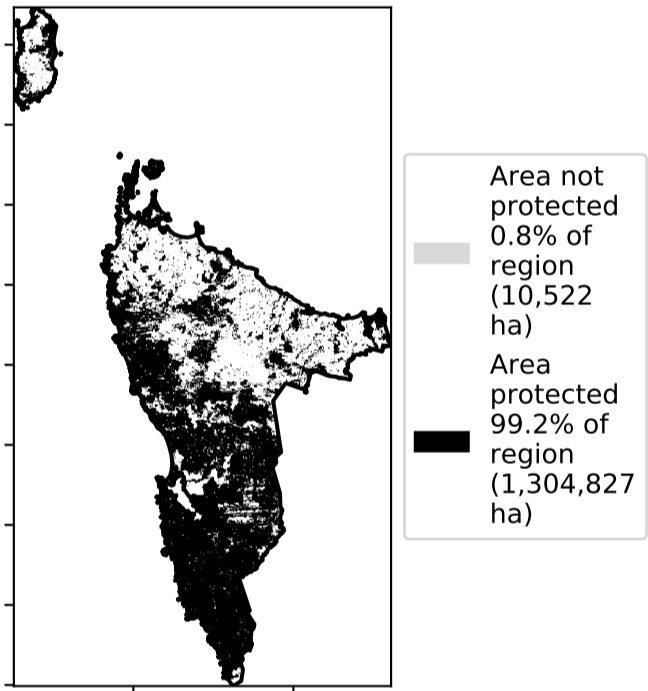 Area not
protected
0.8% of
region
(10,522
ha)
Area
protected
99.2% of
region
(1,304,827
ha)